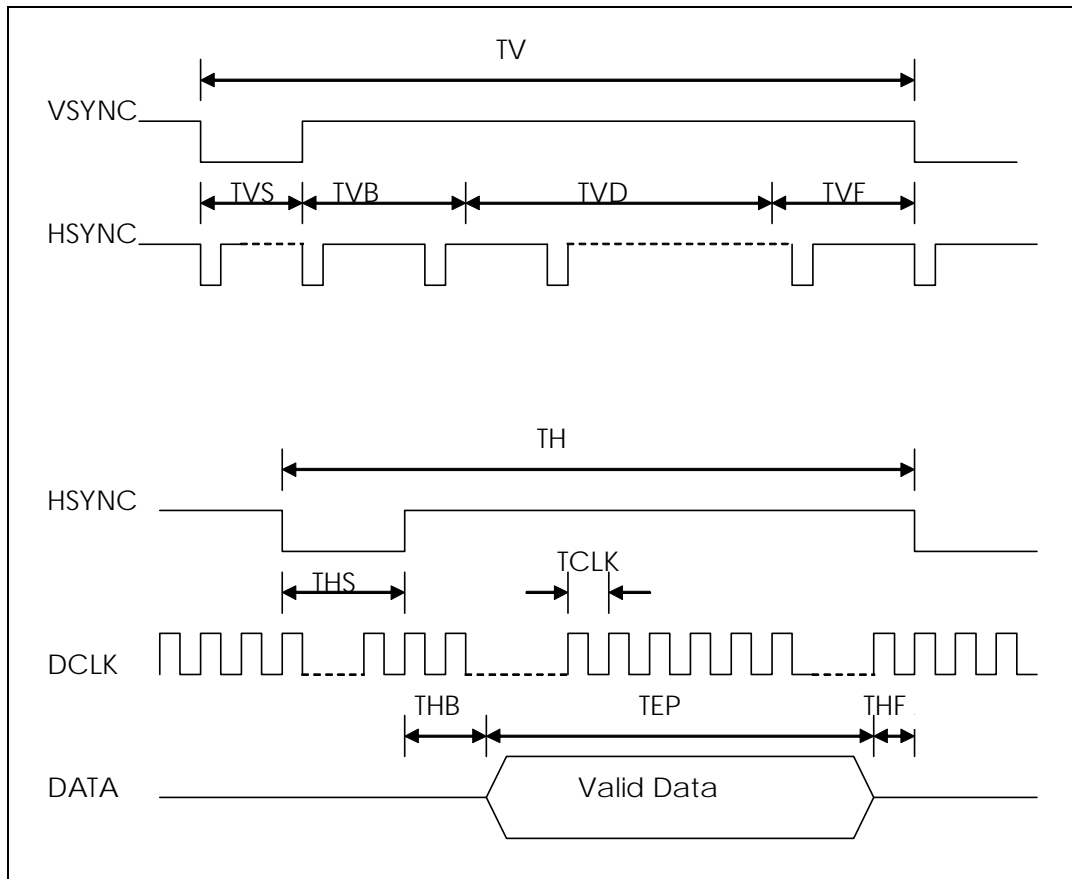 TV
VSYNC
TVS TVB TVD TVF
HSYNC
TH
HSYNC
TCLK
THS
DCLK
THB TEP THF
DATA Valid Data